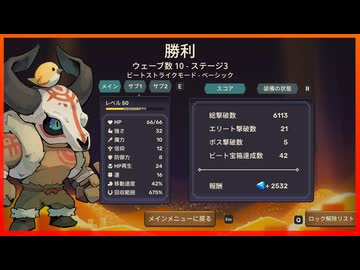 勝利
ウェーブ数 10 - ステージ3
ビートストライクモード - ベーシック
メイン サブ1 サブ2 E
スコア 装備の状態 R
レベル 50
HP 66/66
強さ 32
魔力 10
信仰 12
防御力 8
HP再生 24
運 16
移動速度 42%
回収範囲 675%
総撃破数 6113
エリート撃破数 21
ボス撃破数 5
ビート宝箱達成数 42
報酬 + 2532
メインメニューに戻る Esc
Q ロック解除リスト